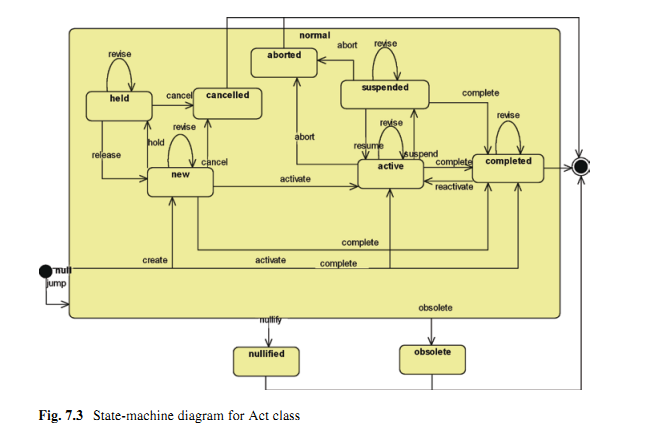 normal
revise
abort
revise
aborted
held
cancel
cancelled
suspended
complete
revise
hold
revise
revise
abort
resume
suspend
release
cancel
new
active
complete
completed
activate
reactivate
complete
null
create
activate
complete
jump
nullify
obsolete
nullified
obsolete
Fig. 7.3 State-machine diagram for Act class